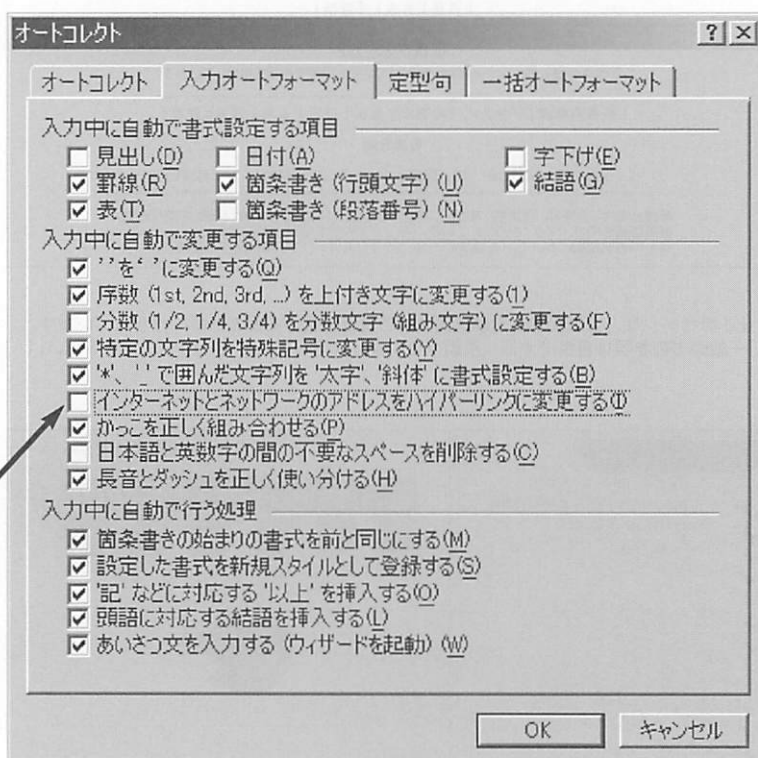 オートコレクト
オートコレクト 入力オートフォーマット 定型句 一括オートフォーマット
入力中に自動で書式設定する項目
見出し(D) 日付(A) 字下げ(E)
罫線(R) 箇条書き (行頭文字) (U) 結語(G)
表(T) 箇条書き (段落番号) (N)
入力中に自動で変更する項目
' ' を ‘ ’ に変更する(Q)
序数 (1st, 2nd, 3rd, ...) を上付き文字に変更する(1)
分数 (1/2, 1/4, 3/4) を分数文字 (組み文字) に変更する(F)
特定の文字列を特殊記号に変更する(Y)
'*'、'_' で囲んだ文字列を '太字'、'斜体' に書式設定する(B)
インターネットとネットワークのアドレスをハイパーリンクに変更する(I)
かっこを正しく組み合わせる(P)
日本語と英数字の間の不要なスペースを削除する(C)
長音とダッシュを正しく使い分ける(H)
入力中に自動で行う処理
箇条書きの始まりの書式を前と同じにする(M)
設定した書式を新規スタイルとして登録する(S)
'記' などに対応する '以上' を挿入する(O)
頭語に対応する結語を挿入する(L)
あいさつ文を入力する (ウィザードを起動) (W)
OK キャンセル